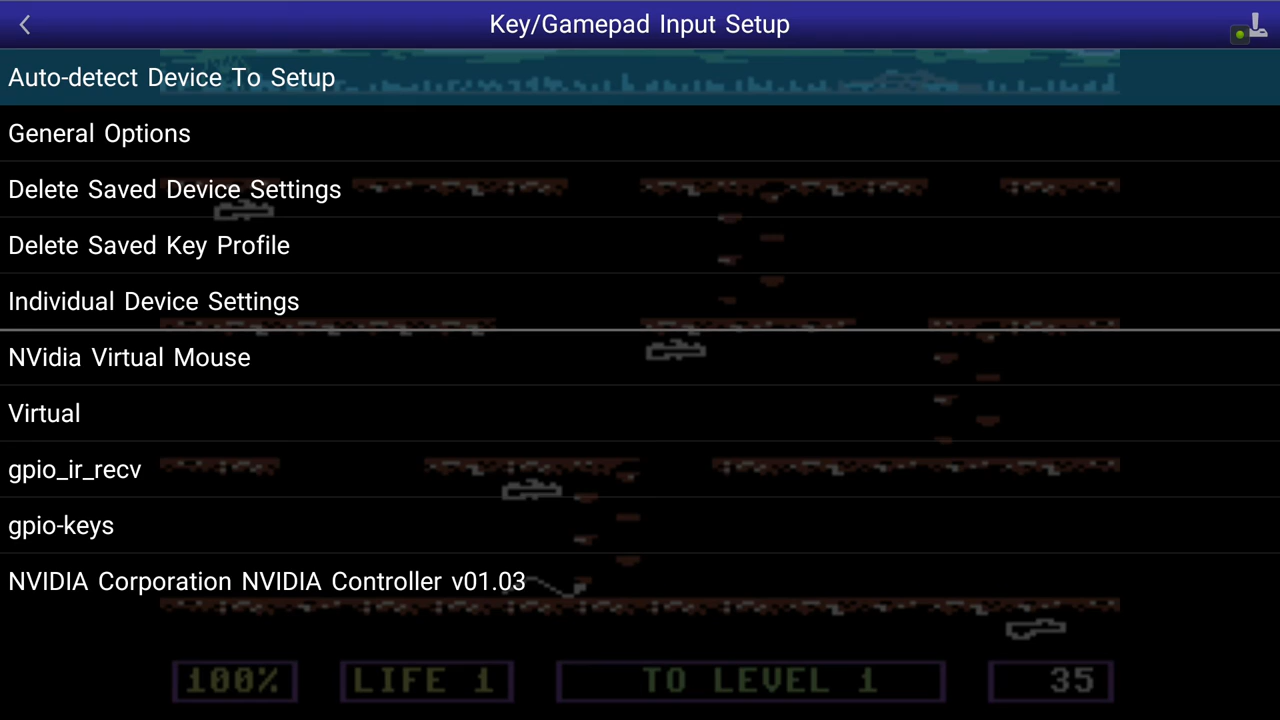 Key/Gamepad Input Setup
Auto-detect Device To Setup
General Options
Delete Saved Device Settings
Delete Saved Key Profile
Individual Device Settings
NVidia Virtual Mouse
Virtual
gpio_ir_recv
gpio-keys
NVIDIA Corporation NVIDIA Controller v01.03
100% LIFE 1 TO LEVEL 1 35